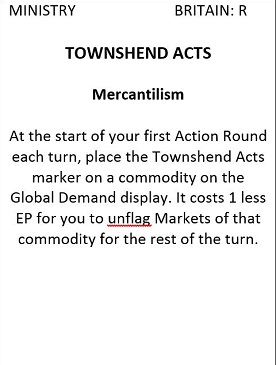 MINISTRY BRITAIN: R
TOWNSHEND ACTS
Mercantilism
At the start of your first Action Round
each turn, place the Townshend Acts
marker on a commodity on the
Global Demand display. It costs 1 less
EP for you to unflag Markets of that
commodity for the rest of the turn.